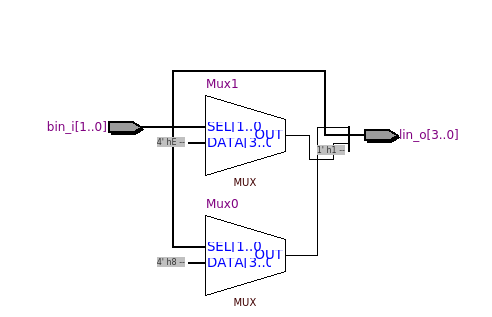 Mux1
bin_i[1..0]
SEL[1..0
OUT
lin_o[3..0]
4' hE --
DATA[3..0
1' h1 --
MUX
Mux0
SEL[1..0
OUT
4' h8 --
DATA[3..0
MUX